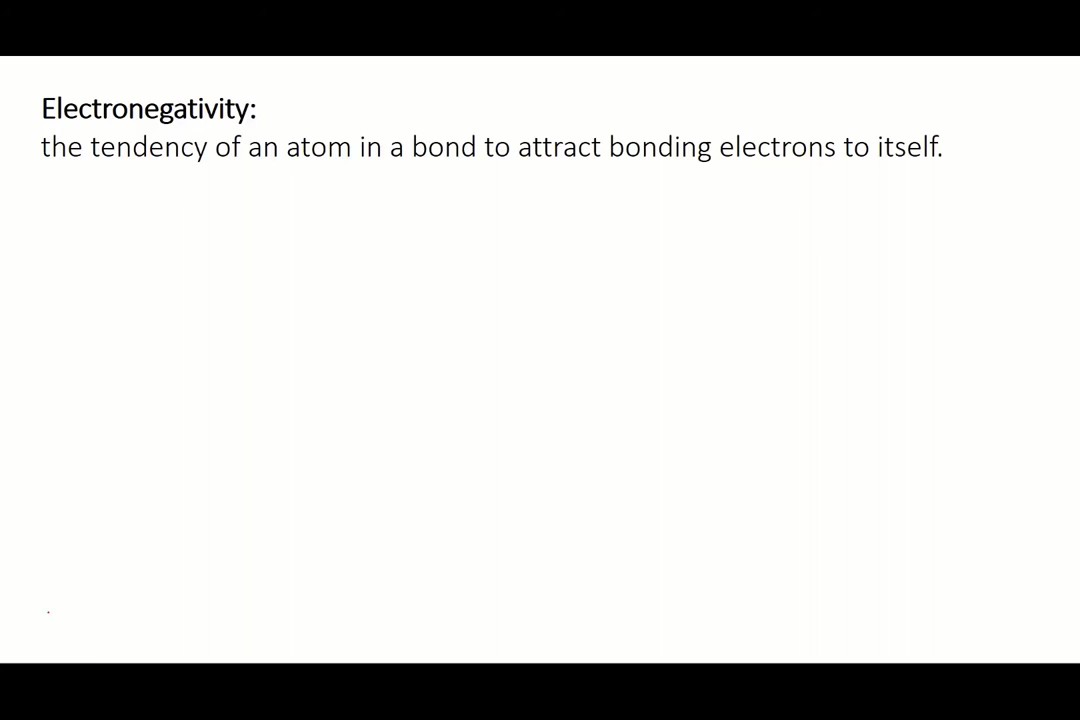 Electronegativity:
the tendency of an atom in a bond to attract bonding electrons to itself.